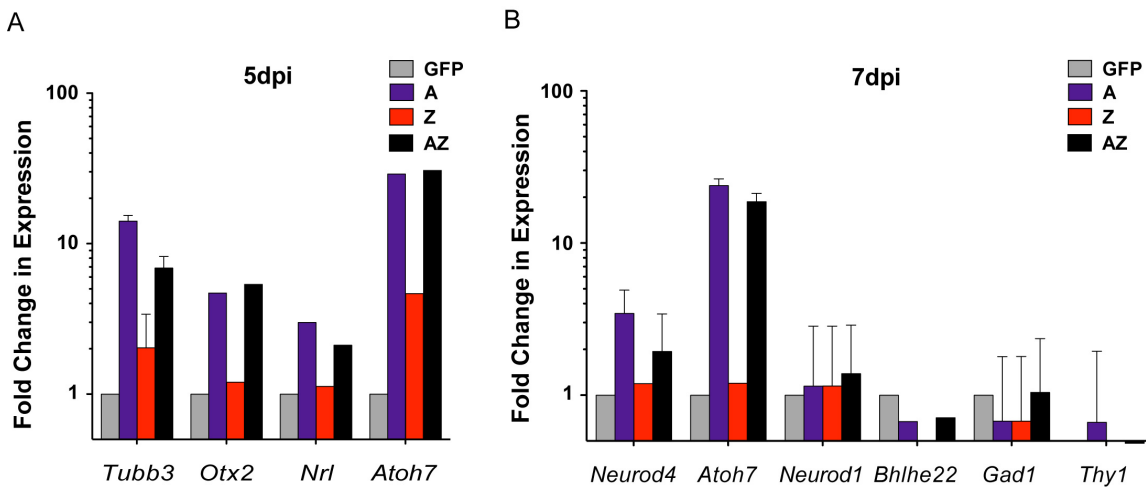 A
5dpi
GFP
A
Z
AZ
Fold Change in Expression
100
10
1
Tubb3 Otx2 Nrl Atoh7
B
7dpi
GFP
A
Z
AZ
Fold Change in Expression
100
10
1
Neurod4 Atoh7 Neurod1 Bhlhe22 Gad1 Thy1